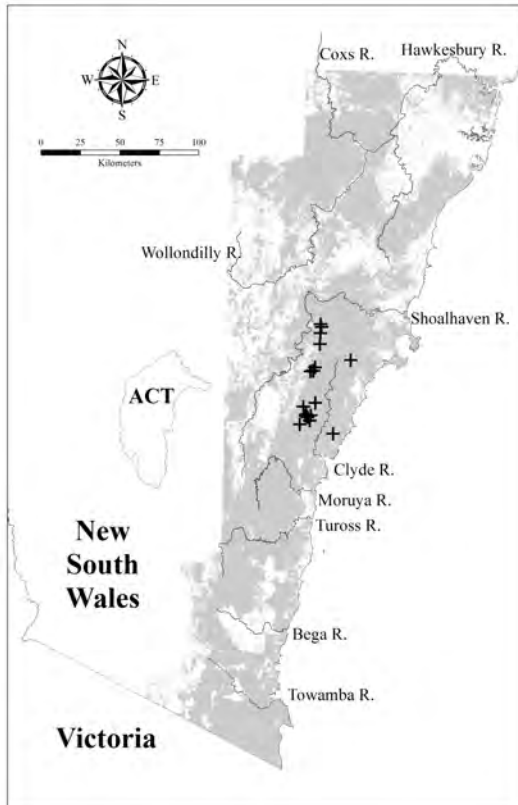 Coxs R.
Hawkesbury R.
N
W E
S
0 25 50 75 100
Kilometers
Wollondilly R.
Shoalhaven R.
ACT
Clyde R.
Moruya R.
Tuross R.
New
South
Wales
Bega R.
Towamba R.
Victoria